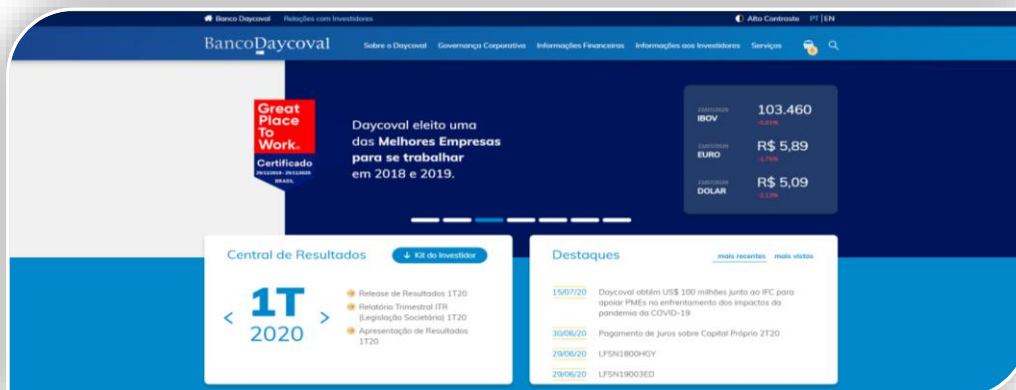 Banco Daycoval Relações com Investidores
Alto Contraste PT | EN
BancoDaycoval
Sobre o Daycoval Governança Corporativa Informações Financeiras Informações aos Investidores Serviços
Great
Place
To
Work.
Certificado
BRASIL
Daycoval eleito uma
das Melhores Empresas
para se trabalhar
em 2018 e 2019.
IBOV 103.460
EURO R$ 5,89
DOLAR R$ 5,09
Central de Resultados
Kit do Investidor
< 1T >
2020
Release de Resultados 1T20
Relatório Trimestral ITR
(Legislação Societária) 1T20
Apresentação de Resultados
1T20
Destaques
mais recentes mais vistos
15/07/20 Daycoval obtém US$ 100 milhões junto ao IFC para
apoiar PMEs no enfrentamento dos impactos da
pandemia da COVID-19
30/06/20 Pagamento de Juros sobre Capital Próprio 2T20
29/06/20 LFSN1800HGY
29/06/20 LFSN19003ED